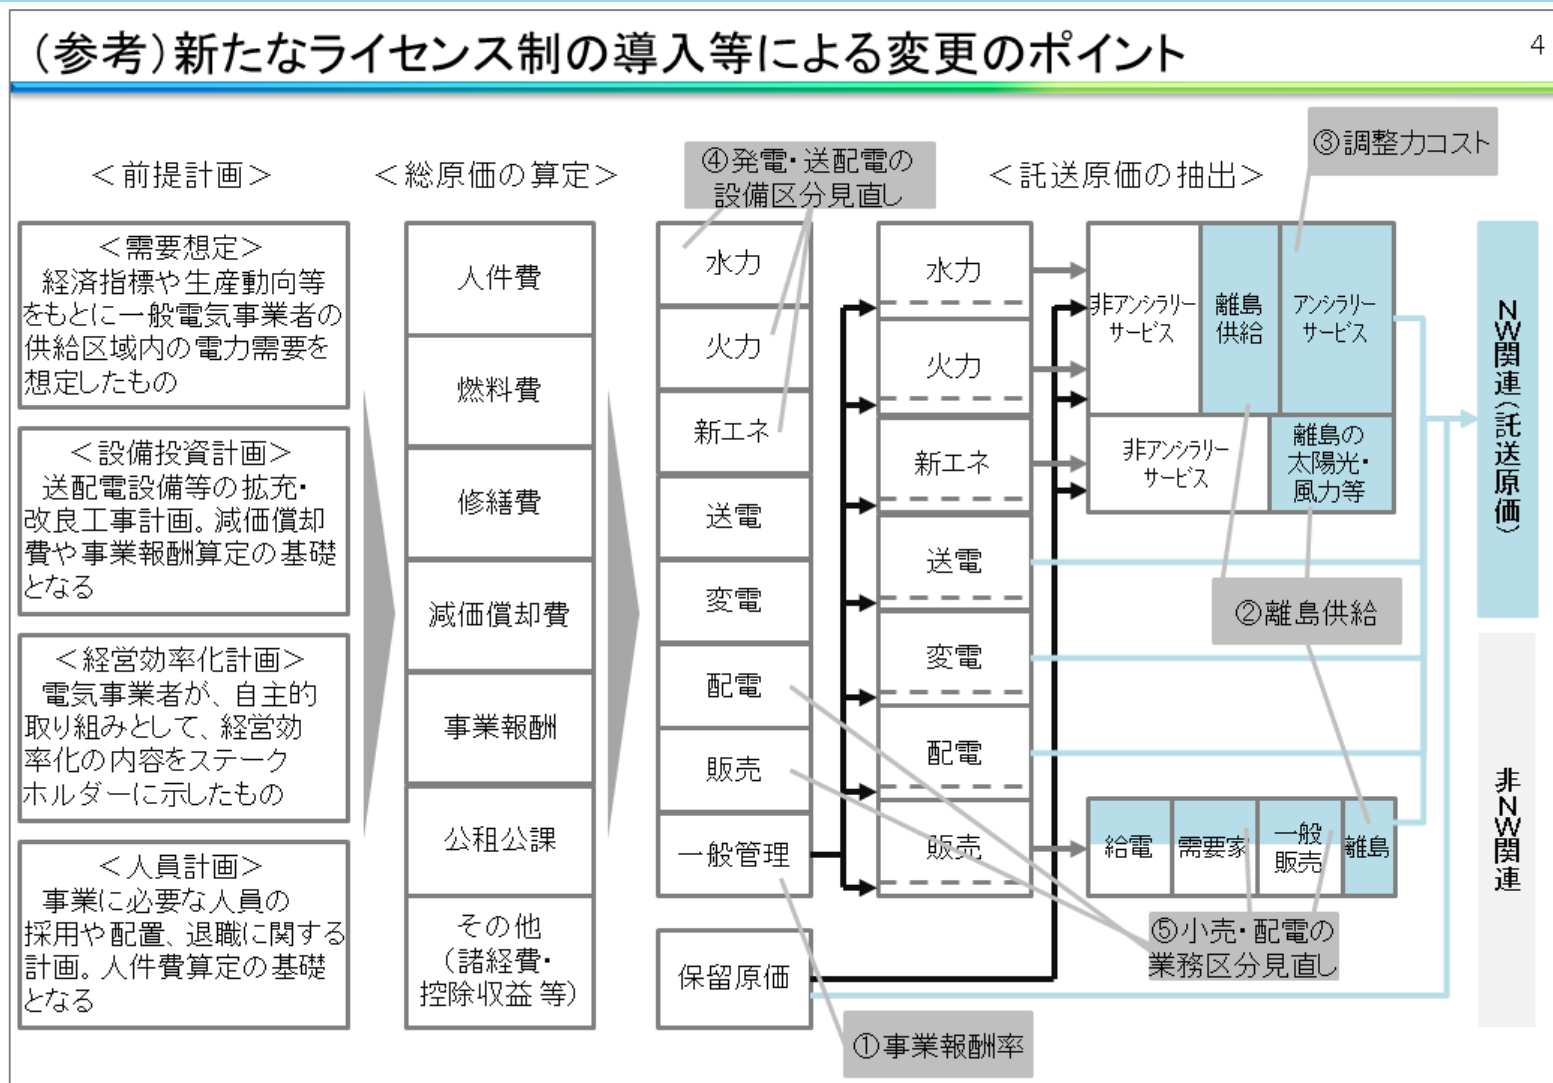 (参考)新たなライセンス制の導入等による変更のポイント
4
＜前提計画＞
＜需要想定＞
経済指標や生産動向等
をもとに一般電気事業者の
供給区域内の電力需要を
想定したもの
＜設備投資計画＞
送配電設備等の拡充・
改良工事計画。減価償却
費や事業報酬算定の基礎
となる
＜経営効率化計画＞
電気事業者が、自主的
取り組みとして、経営効
率化の内容をステーク
ホルダーに示したもの
＜人員計画＞
事業に必要な人員の
採用や配置、退職に関する
計画。人件費算定の基礎
となる
＜総原価の算定＞
人件費
燃料費
修繕費
減価償却費
事業報酬
公租公課
その他
（諸経費・
控除収益 等）
④発電・送配電の
設備区分見直し
水力
火力
新エネ
送電
変電
配電
販売
一般管理
保留原価
①事業報酬率
水力
火力
新エネ
送電
変電
配電
販売
＜託送原価の抽出＞
③調整力コスト
非アンシラリー
サービス
離島
供給
アンシラリー
サービス
非アンシラリー
サービス
離島の
太陽光・
風力等
②離島供給
給電
需要家
一般
販売
離島
⑤小売・配電の
業務区分見直し
NW関連（託送原価）
非NW関連